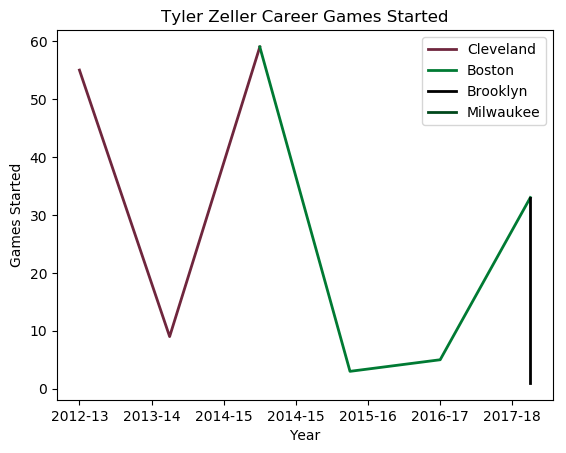 Tyler Zeller Career Games Started
60
50
40
30
20
10
0
Games Started
Cleveland
Boston
Brooklyn
Milwaukee
2012-13 2013-14 2014-15 2014-15 2015-16 2016-17 2017-18
Year